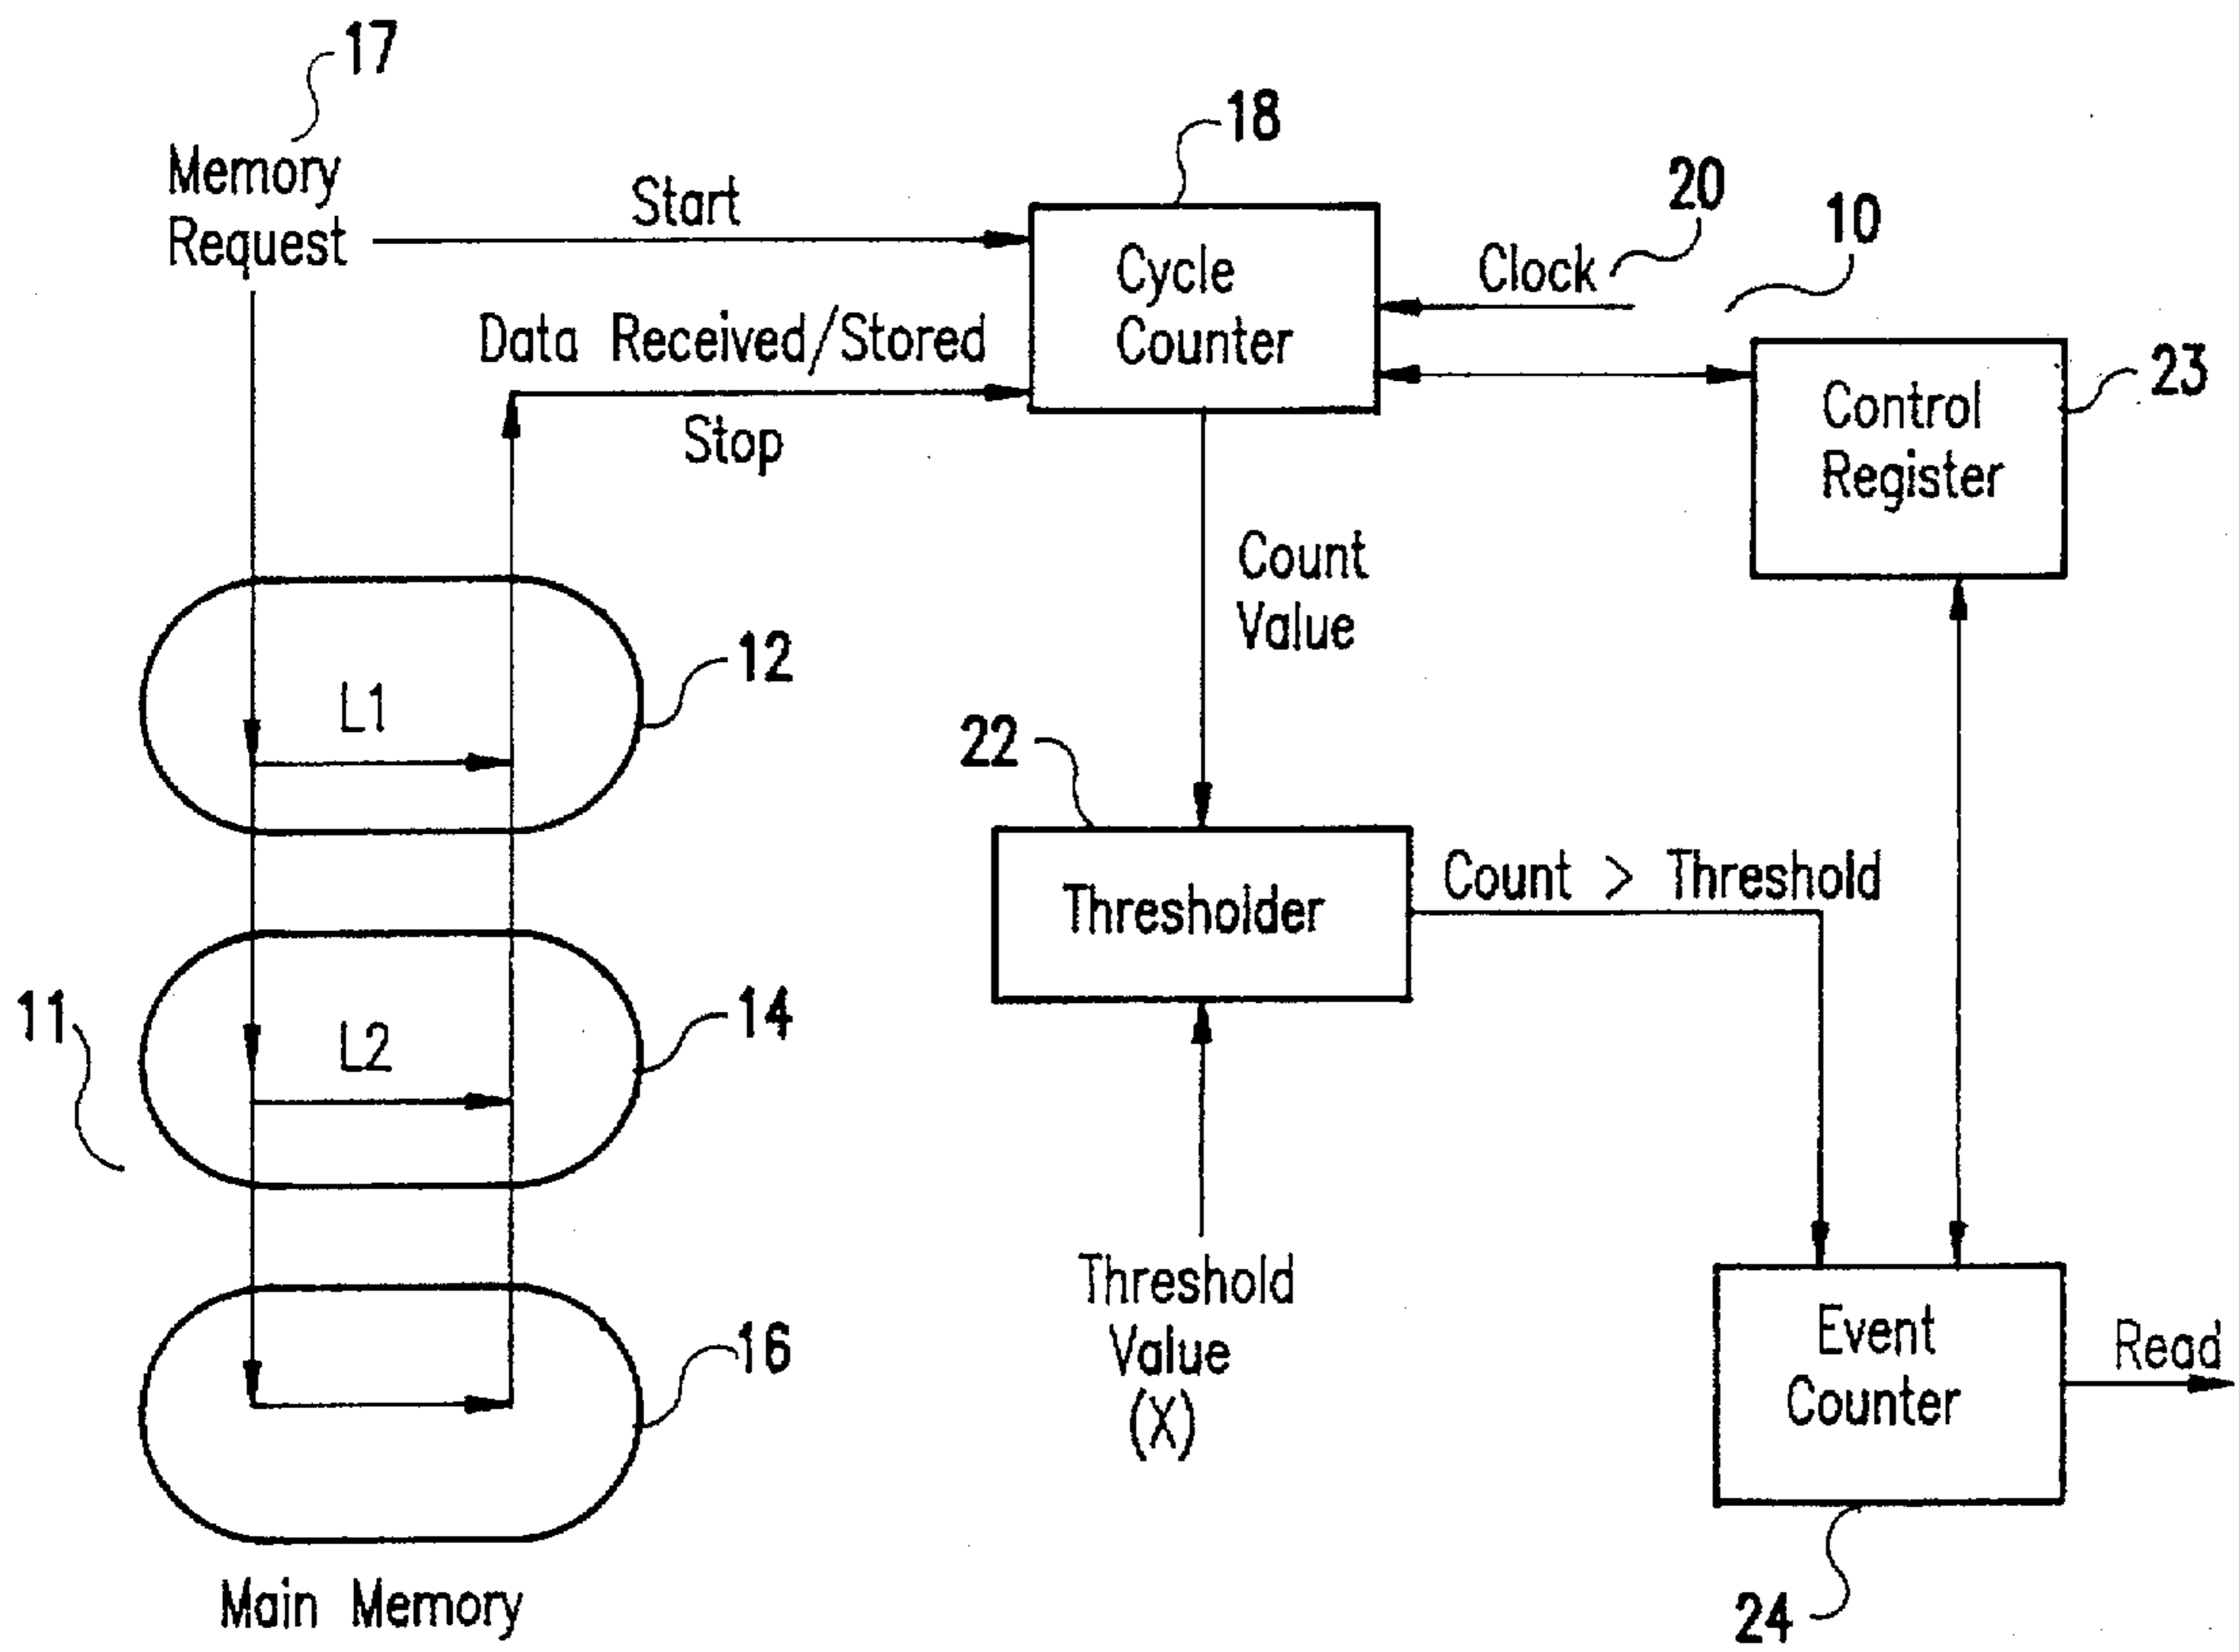 17
Memory
Request
Start
18
Cycle
Counter
Clock
20
10
Data Received/Stored
Stop
Control
Register
23
Count
Value
L1
12
22
Thresholder
Count > Threshold
11
L2
14
Threshold
Value
(X)
16
Event
Counter
Read
Main Memory
24